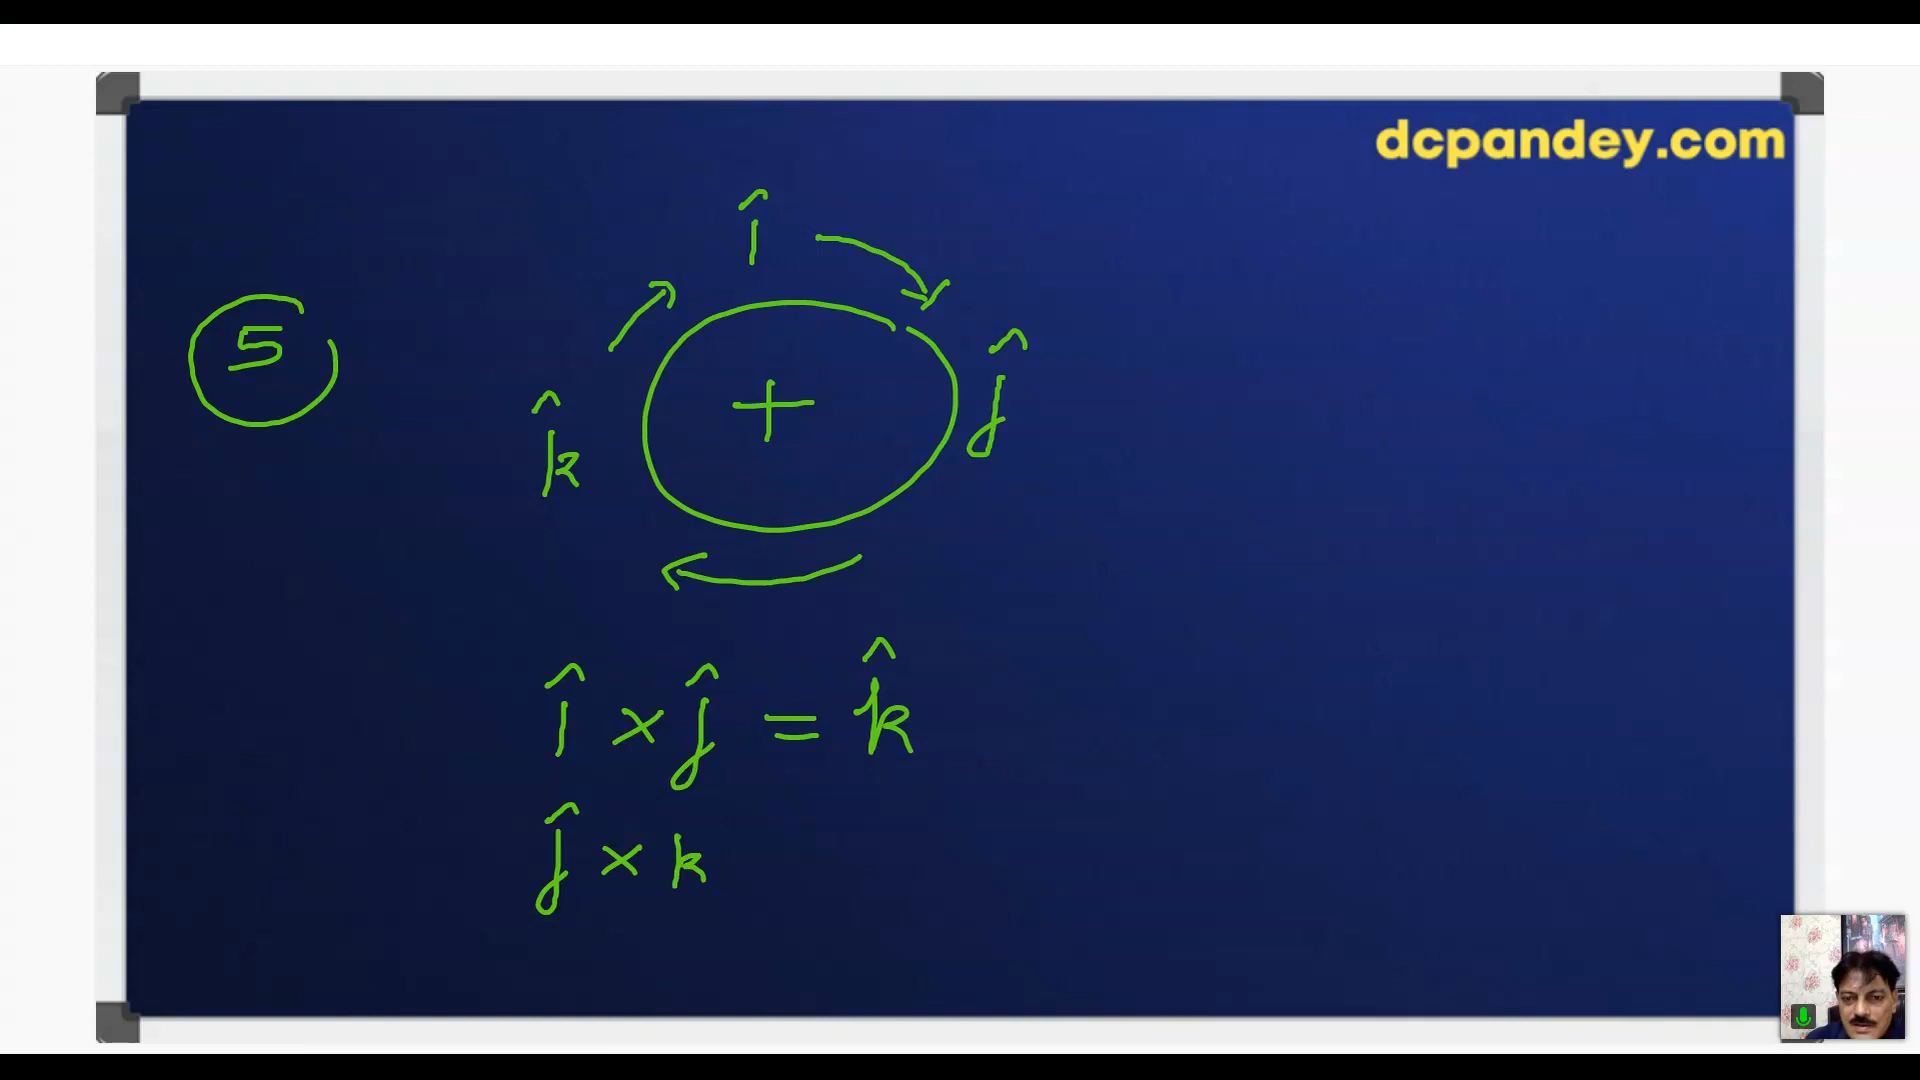 dcpandey.com
î
5
+
ĵ
k̂
î × ĵ = k̂
ĵ × k